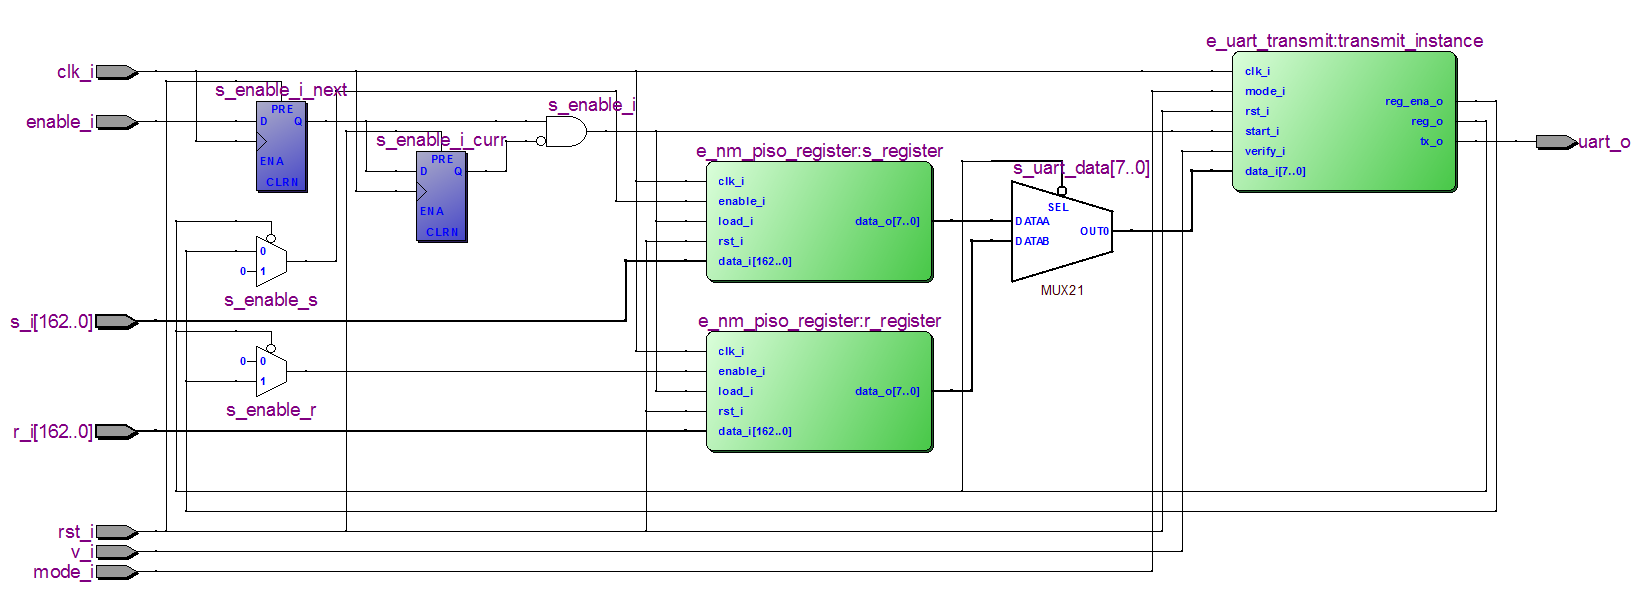 clk_i
enable_i
s_enable_i_next
PRE
D
Q
ENA
CLRN
s_enable_i_curr
PRE
D
Q
ENA
CLRN
s_enable_i
0
0
1
s_enable_s
s_i[162..0]
0
0
1
s_enable_r
r_i[162..0]
rst_i
v_i
mode_i
e_nm_piso_register:s_register
clk_i
enable_i
load_i
rst_i
data_i[162..0]
data_o[7..0]
e_nm_piso_register:r_register
clk_i
enable_i
load_i
rst_i
data_i[162..0]
data_o[7..0]
s_uart_data[7..0]
SEL
DATAA
DATAB
OUT0
MUX21
e_uart_transmit:transmit_instance
clk_i
mode_i
rst_i
start_i
verify_i
data_i[7..0]
reg_ena_o
reg_o
tx_o
uart_o